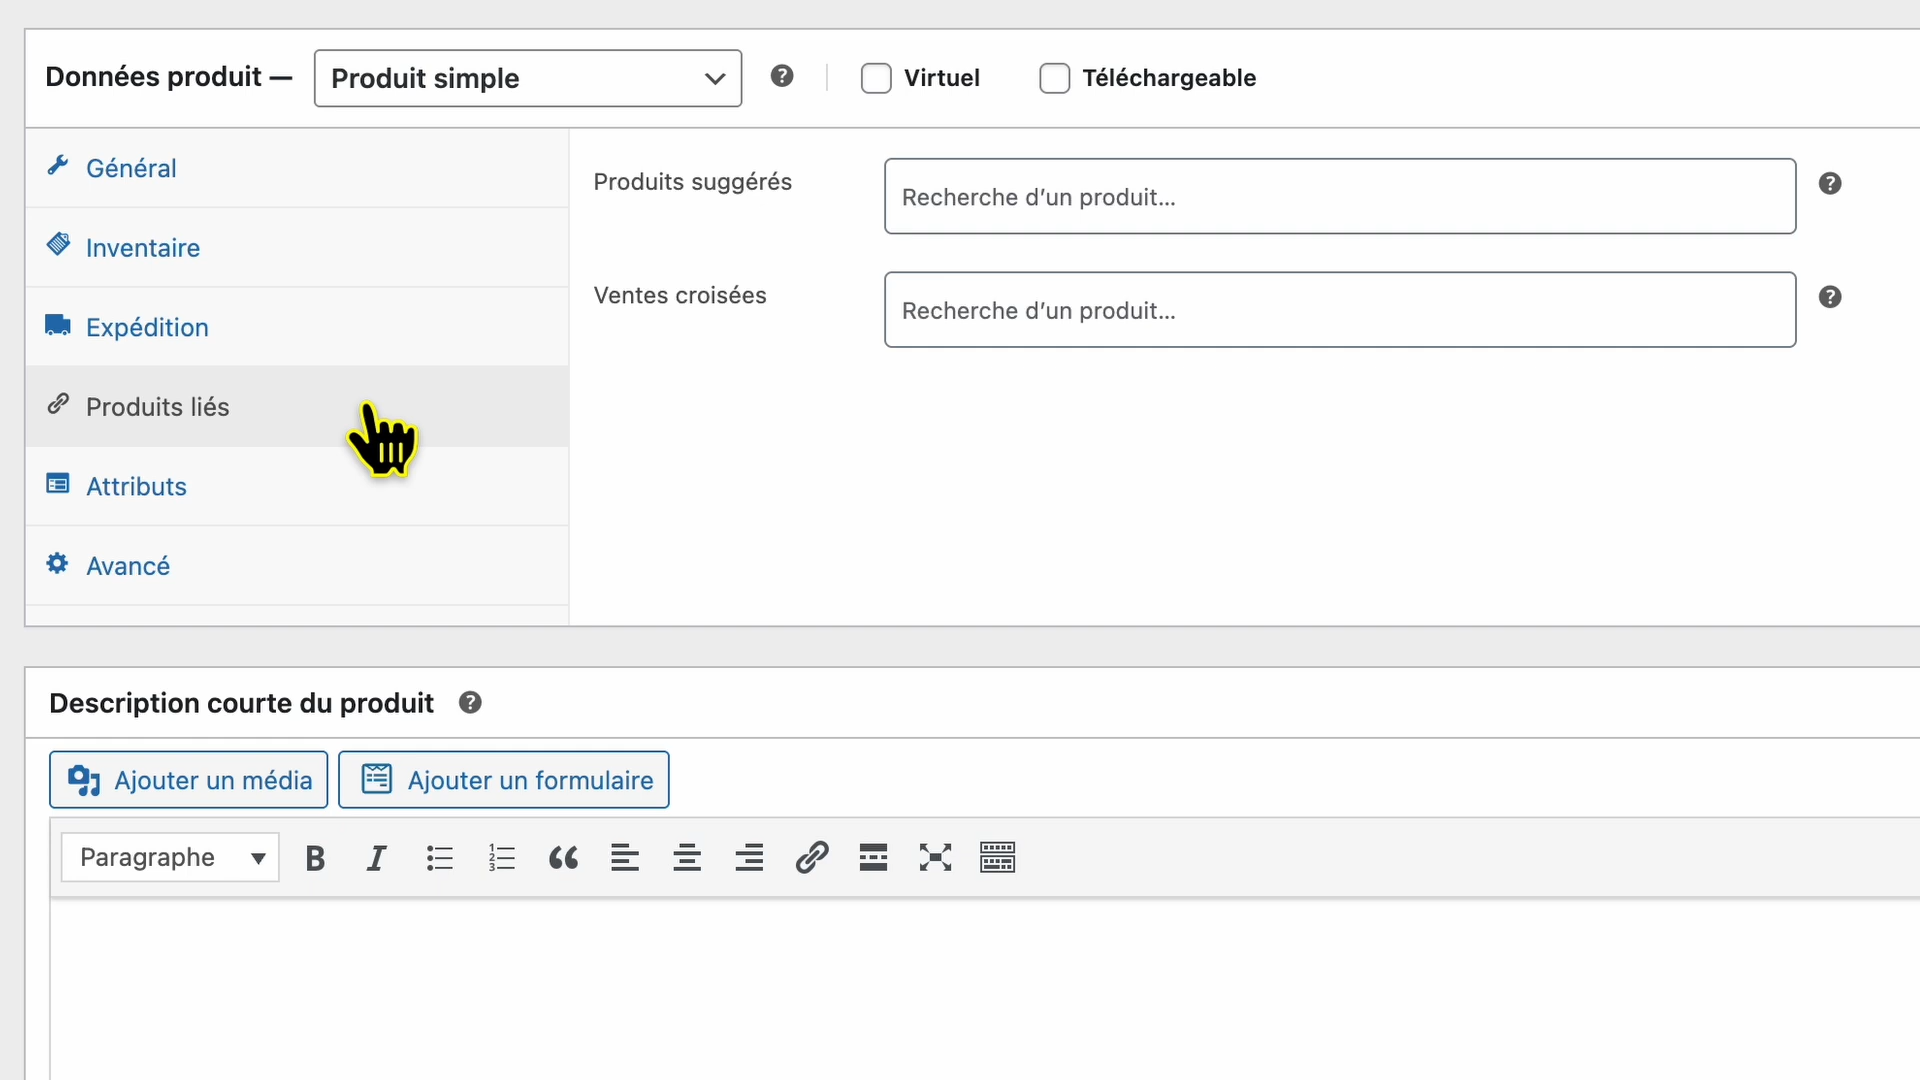 Données produit — Produit simple Virtuel Téléchargeable
Général
Inventaire
Expédition
Produits liés
Attributs
Avancé
Produits suggérés Recherche d’un produit…
Ventes croisées Recherche d’un produit…
Description courte du produit
Ajouter un média Ajouter un formulaire
Paragraphe